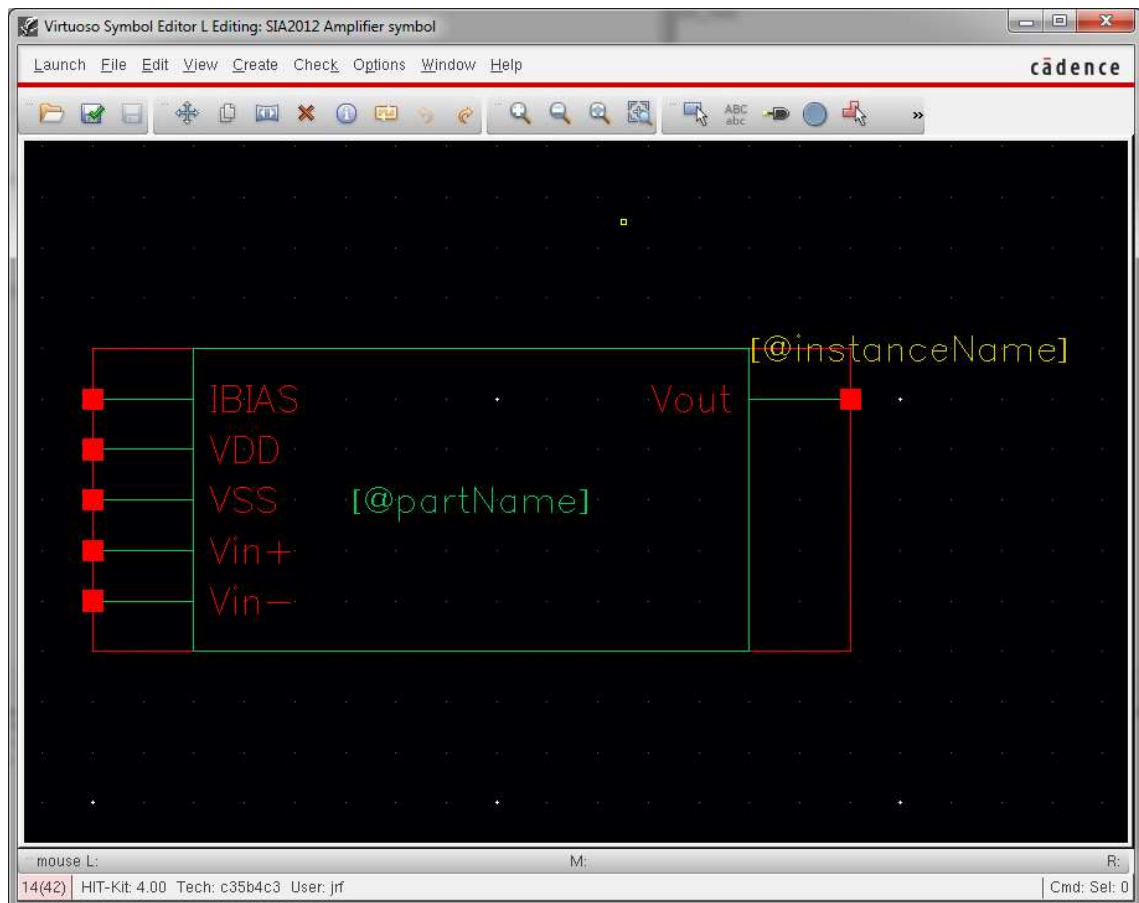 Virtuoso Symbol Editor L Editing: SIA2012 Amplifier symbol
Launch File Edit View Create Check Options Window Help
cādence
ABC
abc
»
[@instanceName]
IBIAS Vout
VDD
VSS [@partName]
Vin+
Vin−
mouse L: M: R:
14(42) HIT-Kit: 4.00 Tech: c35b4c3 User: jrf Cmd: Sel: 0